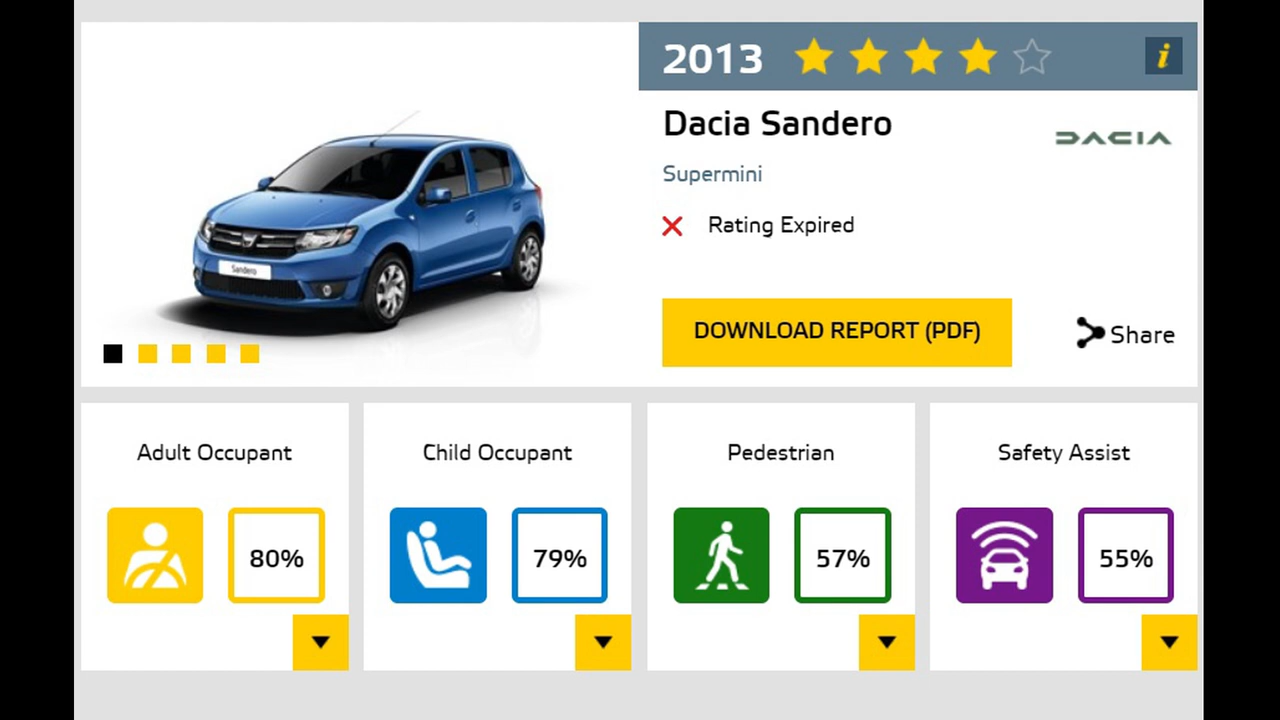 2013
i
Dacia Sandero
DACIA
Supermini
Rating Expired
DOWNLOAD REPORT (PDF)
Share
Sandero
Adult Occupant
Child Occupant
Pedestrian
Safety Assist
80%
79%
57%
55%